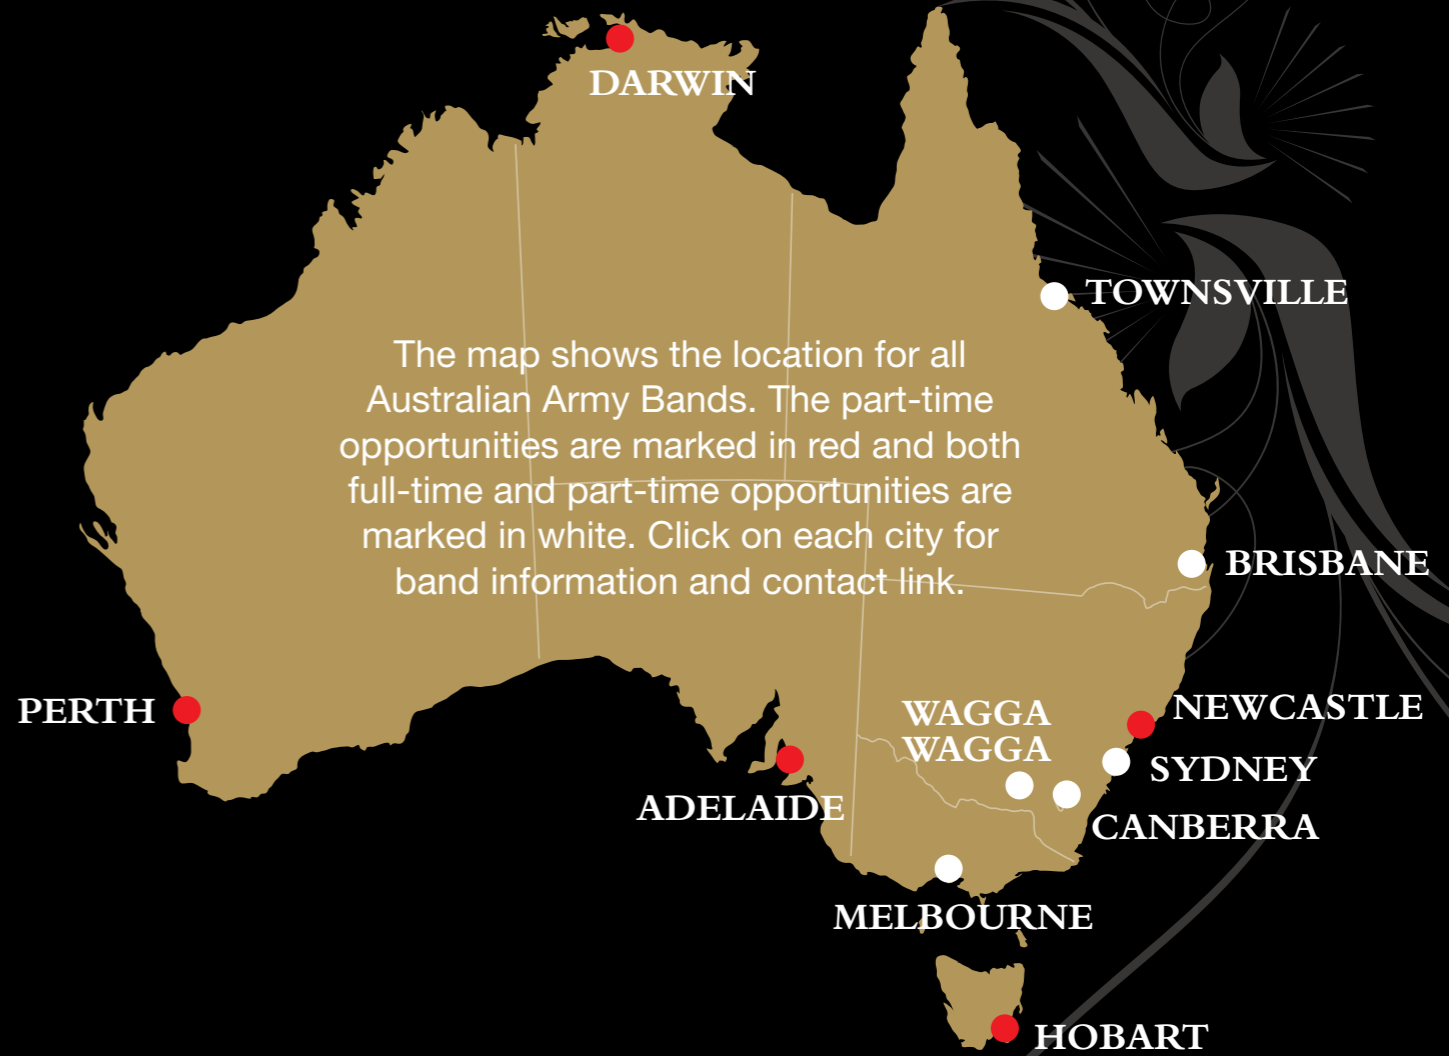 DARWIN
TOWNSVILLE
The map shows the location for all
Australian Army Bands. The part-time
opportunities are marked in red and both
full-time and part-time opportunities are
marked in white. Click on each city for
band information and contact link.
BRISBANE
PERTH
WAGGA
WAGGA
NEWCASTLE
SYDNEY
ADELAIDE
CANBERRA
MELBOURNE
HOBART